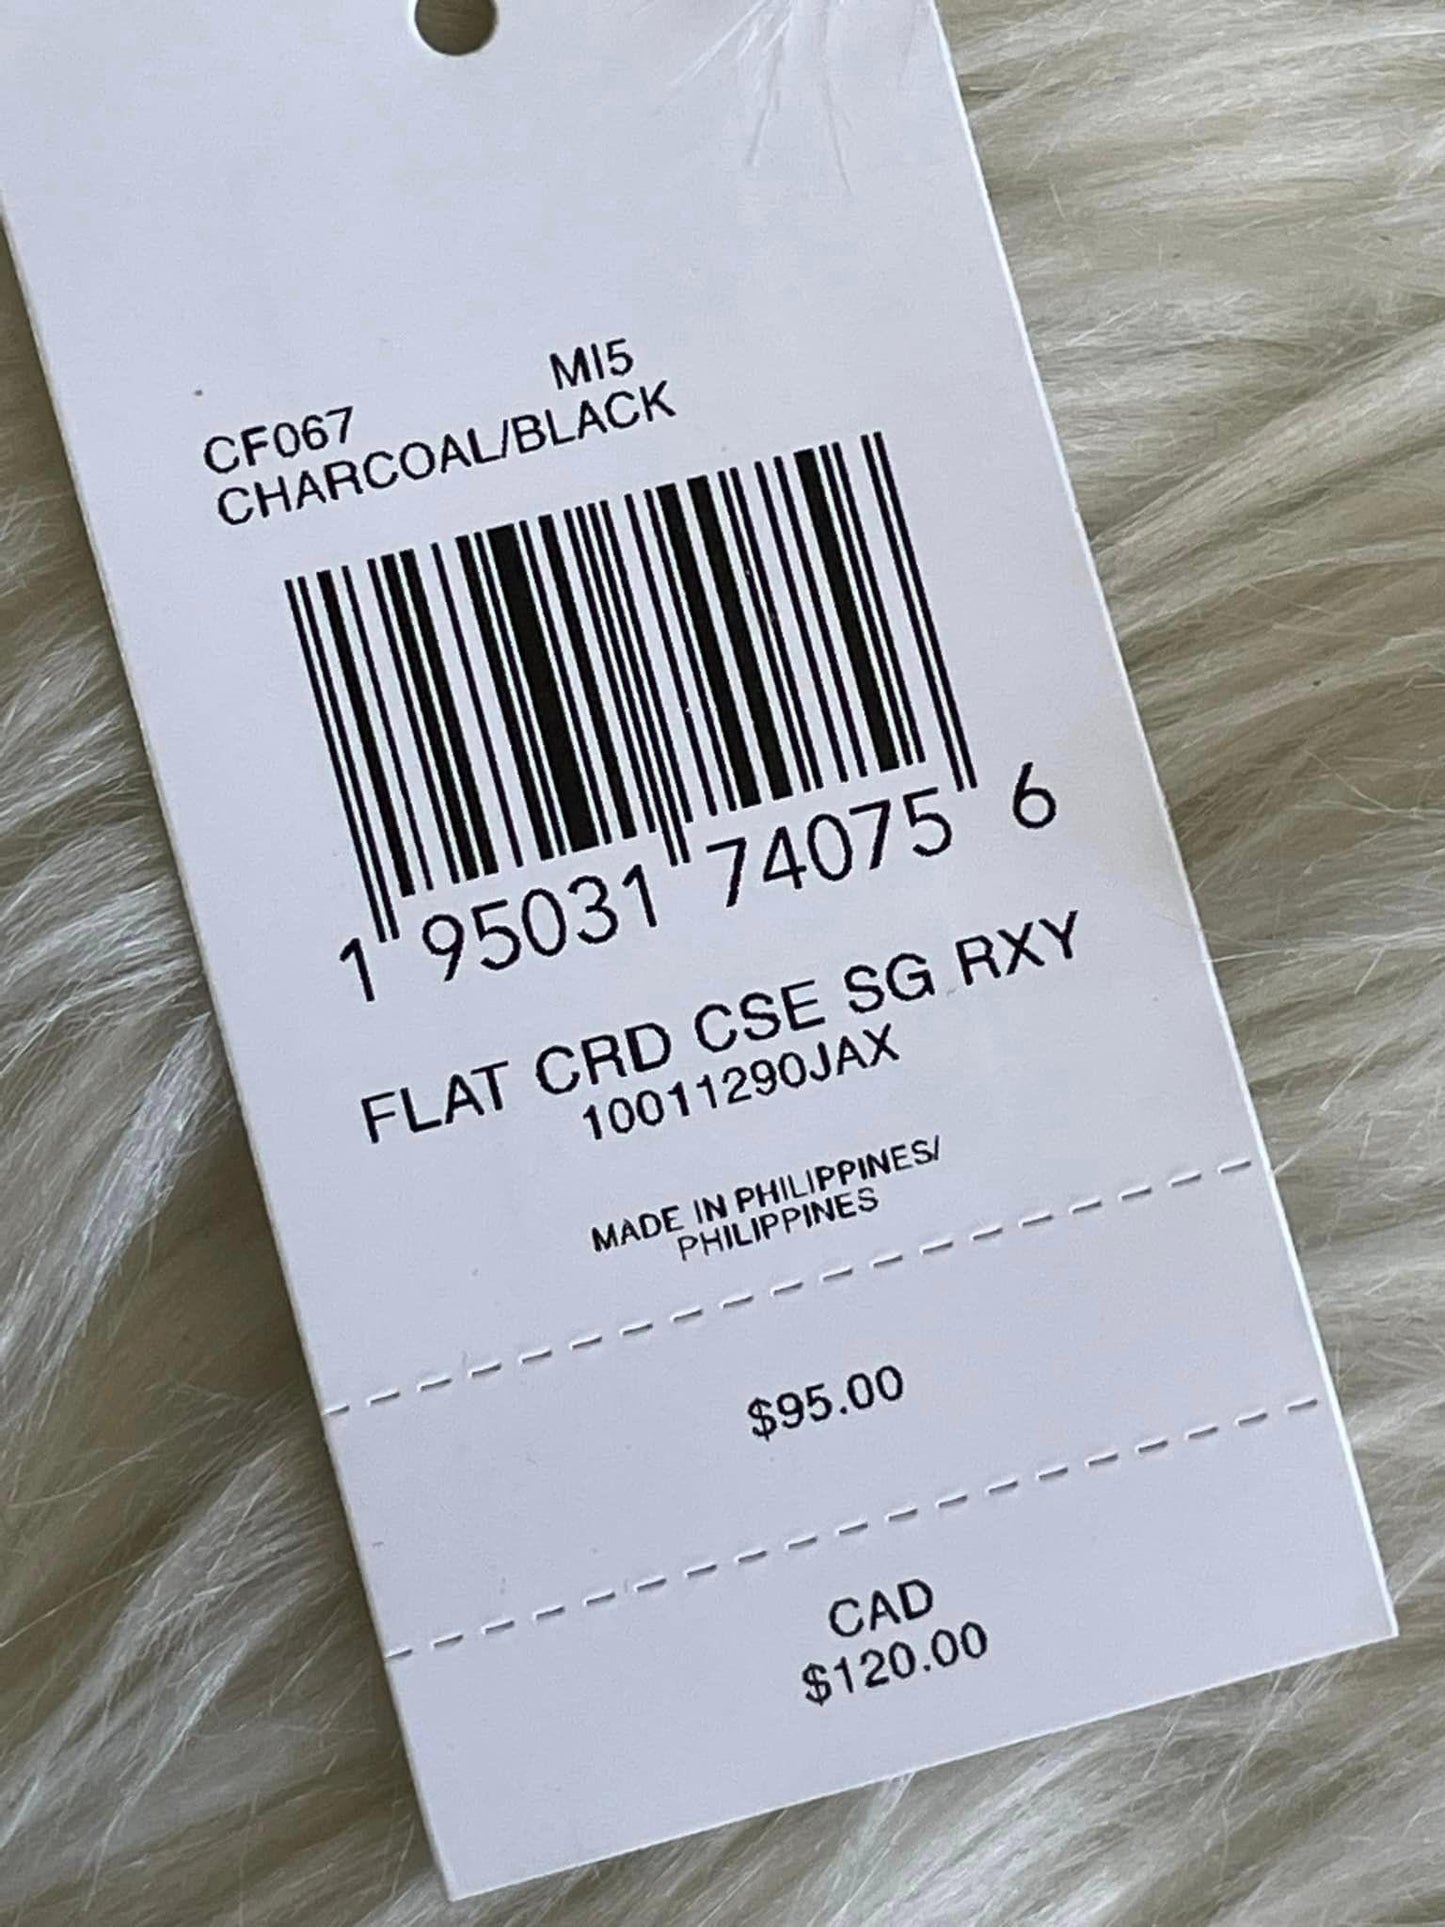 CF067 MI5
CHARCOAL/BLACK
1 95031 74075 6
FLAT CRD CSE SG RXY
10011290JAX
MADE IN PHILIPPINES/
PHILIPPINES
$95.00
CAD
$120.00